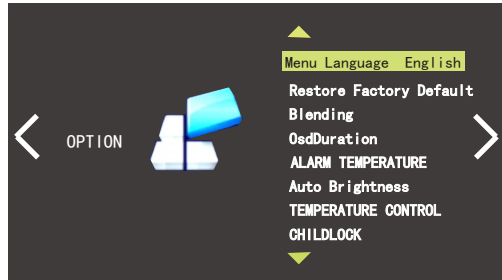 OPTION
Menu Language English
Restore Factory Default
Blending
OsdDuration
ALARM TEMPERATURE
Auto Brightness
TEMPERATURE CONTROL
CHILDLOCK